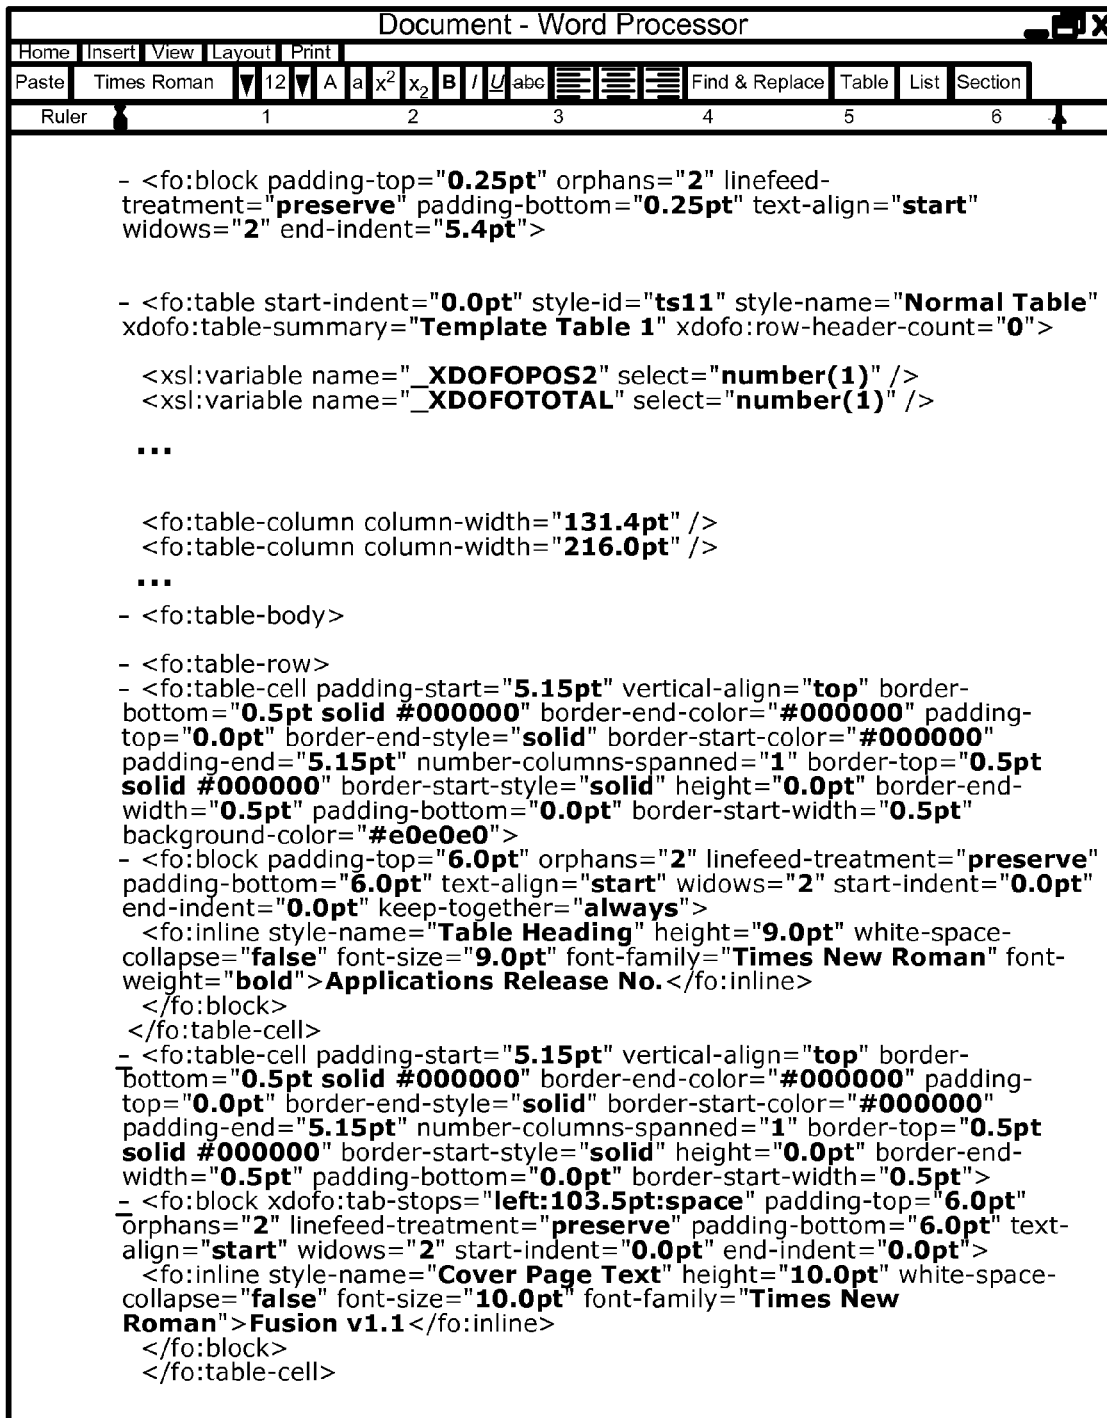 Document - Word Processor
Home Insert View Layout Print
Paste Times Roman 12 A a x2 x2 B I U abc Find & Replace Table List Section
Ruler 1 2 3 4 5 6
- <fo:block padding-top="0.25pt" orphans="2" linefeed-
treatment="preserve" padding-bottom="0.25pt" text-align="start"
widows="2" end-indent="5.4pt">
- <fo:table start-indent="0.0pt" style-id="ts11" style-name="Normal Table"
xdofo:table-summary="Template Table 1" xdofo:row-header-count="0">
<xsl:variable name="_XDOFOPOS2" select="number(1)" />
<xsl:variable name="_XDOFOTOTAL" select="number(1)" />
...
<fo:table-column column-width="131.4pt" />
<fo:table-column column-width="216.0pt" />
...
- <fo:table-body>
- <fo:table-row>
- <fo:table-cell padding-start="5.15pt" vertical-align="top" border-
bottom="0.5pt solid #000000" border-end-color="#000000" padding-
top="0.0pt" border-end-style="solid" border-start-color="#000000"
padding-end="5.15pt" number-columns-spanned="1" border-top="0.5pt
solid #000000" border-start-style="solid" height="0.0pt" border-end-
width="0.5pt" padding-bottom="0.0pt" border-start-width="0.5pt"
background-color="#e0e0e0">
- <fo:block padding-top="6.0pt" orphans="2" linefeed-treatment="preserve"
padding-bottom="6.0pt" text-align="start" widows="2" start-indent="0.0pt"
end-indent="0.0pt" keep-together="always">
<fo:inline style-name="Table Heading" height="9.0pt" white-space-
collapse="false" font-size="9.0pt" font-family="Times New Roman" font-
weight="bold">Applications Release No.</fo:inline>
</fo:block>
</fo:table-cell>
- <fo:table-cell padding-start="5.15pt" vertical-align="top" border-
bottom="0.5pt solid #000000" border-end-color="#000000" padding-
top="0.0pt" border-end-style="solid" border-start-color="#000000"
padding-end="5.15pt" number-columns-spanned="1" border-top="0.5pt
solid #000000" border-start-style="solid" height="0.0pt" border-end-
width="0.5pt" padding-bottom="0.0pt" border-start-width="0.5pt">
- <fo:block xdofo:tab-stops="left:103.5pt:space" padding-top="6.0pt"
orphans="2" linefeed-treatment="preserve" padding-bottom="6.0pt" text-
align="start" widows="2" start-indent="0.0pt" end-indent="0.0pt">
<fo:inline style-name="Cover Page Text" height="10.0pt" white-space-
collapse="false" font-size="10.0pt" font-family="Times New
Roman">Fusion v1.1</fo:inline>
</fo:block>
</fo:table-cell>